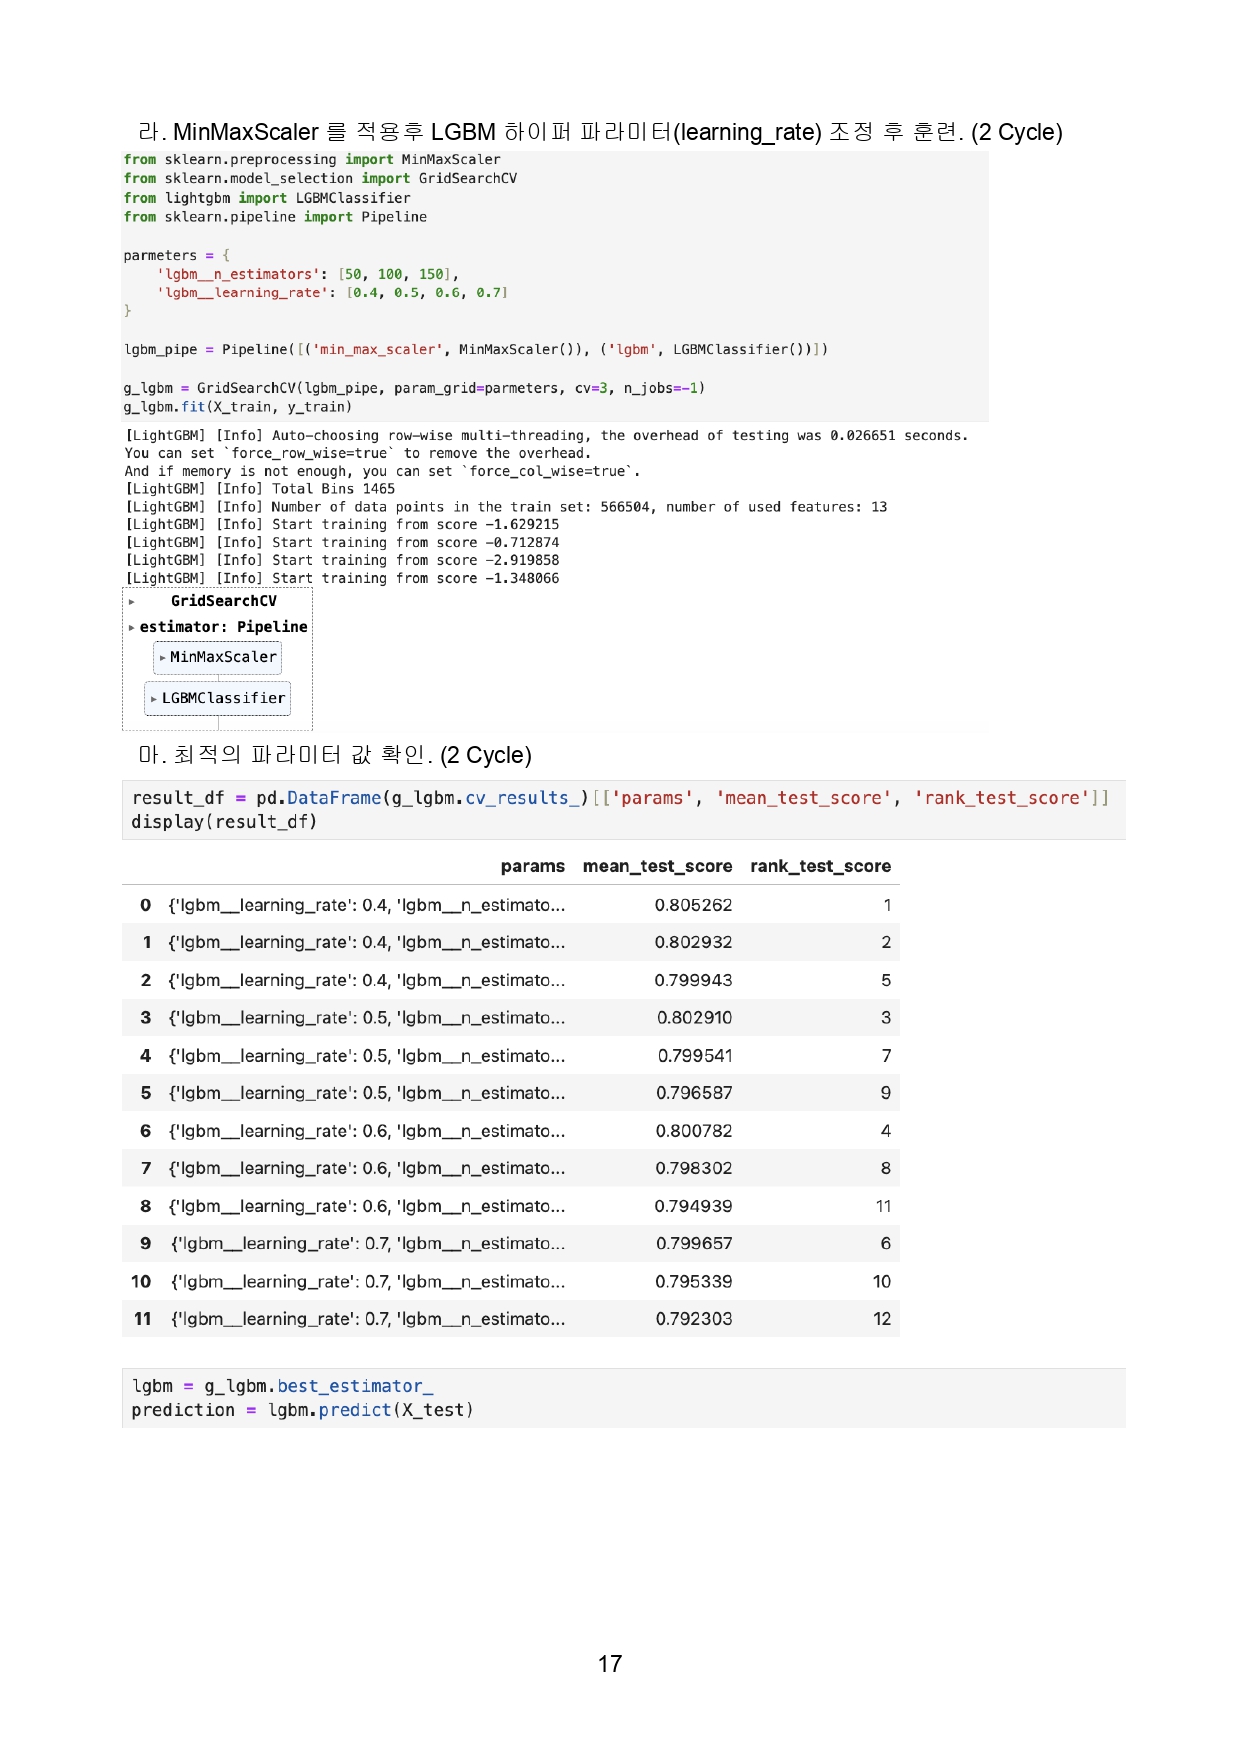 라. MinMaxScaler 를 적용후 LGBM 하이퍼 파라미터(learning_rate) 조정 후 훈련. (2 Cycle)
from sklearn.preprocessing import MinMaxScaler
from sklearn.model_selection import GridSearchCV
from lightgbm import LGBMClassifier
from sklearn.pipeline import Pipeline
parmeters = {
    'lgbm__n_estimators': [50, 100, 150],
    'lgbm__learning_rate': [0.4, 0.5, 0.6, 0.7]
}
lgbm_pipe = Pipeline([('min_max_scaler', MinMaxScaler()), ('lgbm', LGBMClassifier())])
g_lgbm = GridSearchCV(lgbm_pipe, param_grid=parmeters, cv=3, n_jobs=-1)
g_lgbm.fit(X_train, y_train)
[LightGBM] [Info] Auto-choosing row-wise multi-threading, the overhead of testing was 0.026651 seconds.
You can set `force_row_wise=true` to remove the overhead.
And if memory is not enough, you can set `force_col_wise=true`.
[LightGBM] [Info] Total Bins 1465
[LightGBM] [Info] Number of data points in the train set: 566504, number of used features: 13
[LightGBM] [Info] Start training from score -1.629215
[LightGBM] [Info] Start training from score -0.712874
[LightGBM] [Info] Start training from score -2.919858
[LightGBM] [Info] Start training from score -1.348066
▸ GridSearchCV
▸ estimator: Pipeline
▸ MinMaxScaler
▸ LGBMClassifier
마. 최적의 파라미터 값 확인. (2 Cycle)
result_df = pd.DataFrame(g_lgbm.cv_results_)[['params', 'mean_test_score', 'rank_test_score']]
display(result_df)
params mean_test_score rank_test_score
0 {'lgbm__learning_rate': 0.4, 'lgbm__n_estimato... 0.805262 1
1 {'lgbm__learning_rate': 0.4, 'lgbm__n_estimato... 0.802932 2
2 {'lgbm__learning_rate': 0.4, 'lgbm__n_estimato... 0.799943 5
3 {'lgbm__learning_rate': 0.5, 'lgbm__n_estimato... 0.802910 3
4 {'lgbm__learning_rate': 0.5, 'lgbm__n_estimato... 0.799541 7
5 {'lgbm__learning_rate': 0.5, 'lgbm__n_estimato... 0.796587 9
6 {'lgbm__learning_rate': 0.6, 'lgbm__n_estimato... 0.800782 4
7 {'lgbm__learning_rate': 0.6, 'lgbm__n_estimato... 0.798302 8
8 {'lgbm__learning_rate': 0.6, 'lgbm__n_estimato... 0.794939 11
9 {'lgbm__learning_rate': 0.7, 'lgbm__n_estimato... 0.799657 6
10 {'lgbm__learning_rate': 0.7, 'lgbm__n_estimato... 0.795339 10
11 {'lgbm__learning_rate': 0.7, 'lgbm__n_estimato... 0.792303 12
lgbm = g_lgbm.best_estimator_
prediction = lgbm.predict(X_test)
17